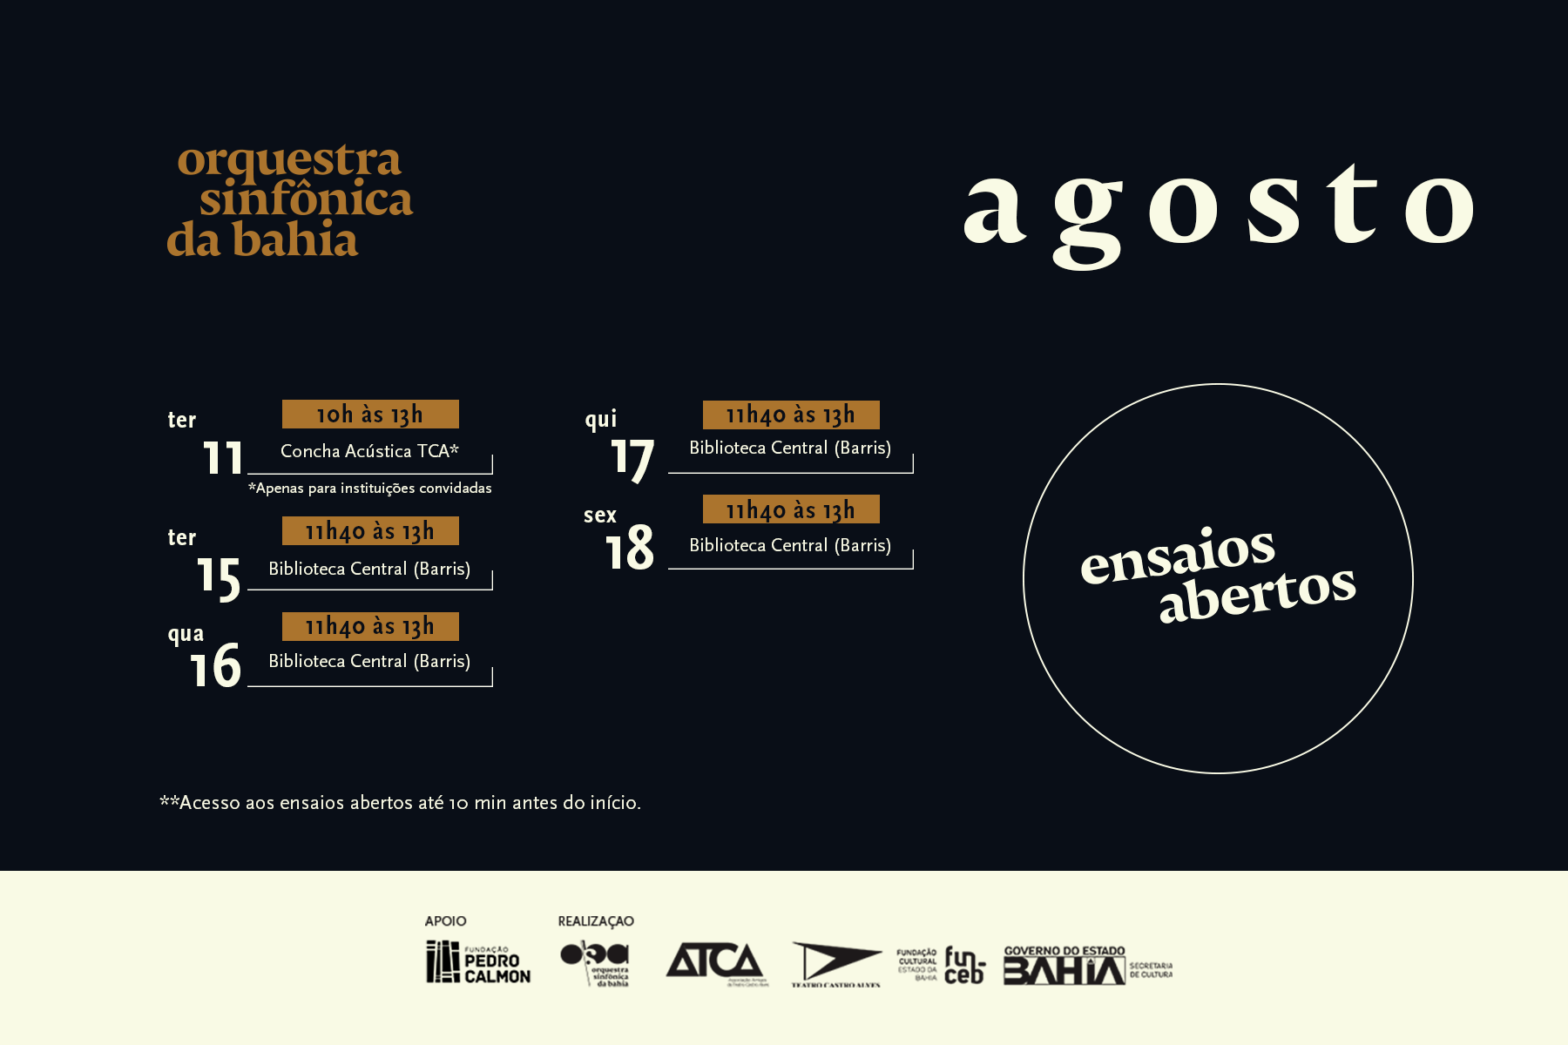 orquestra
sinfônica
da bahia
agosto
ter
11
10h às 13h
Concha Acústica TCA*
*Apenas para instituições convidadas
ter
15
11h40 às 13h
Biblioteca Central (Barris)
qua
16
11h40 às 13h
Biblioteca Central (Barris)
qui
17
11h40 às 13h
Biblioteca Central (Barris)
sex
18
11h40 às 13h
Biblioteca Central (Barris)
ensaios
abertos
**Acesso aos ensaios abertos até 10 min antes do início.
APOIO
FUNDAÇÃO
PEDRO
CALMON
REALIZAÇAO
orquestra
sinfônica
da bahia
ATCA
TEATRO CASTRO ALVES
FUNDAÇÃO
CULTURAL
ESTADO DA
BAHIA
fun-
ceb
GOVERNO DO ESTADO
BAHIA
SECRETARIA
DE CULTURA